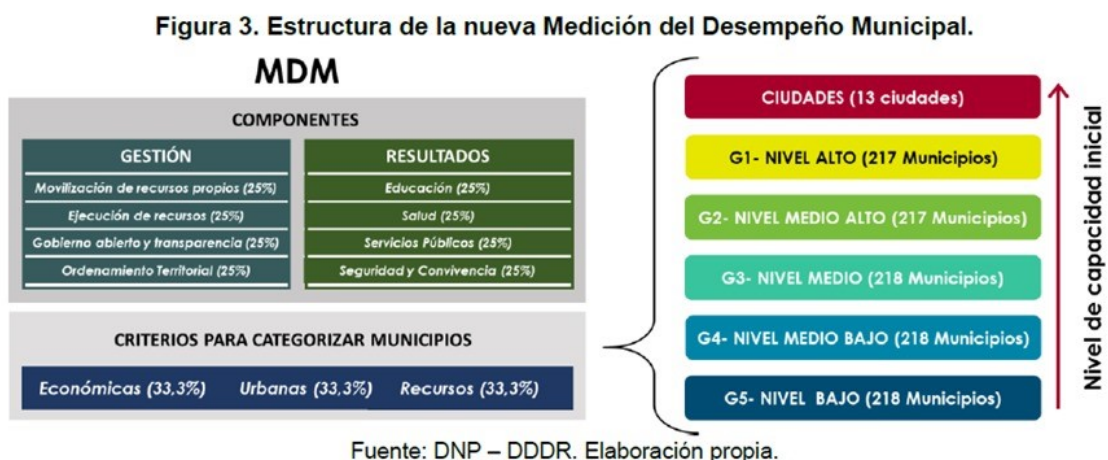 Figura 3. Estructura de la nueva Medición del Desempeño Municipal.
MDM
COMPONENTES
GESTIÓN
Movilización de recursos propios (25%)
Ejecución de recursos (25%)
Gobierno abierto y transparencia (25%)
Ordenamiento Territorial (25%)
RESULTADOS
Educación (25%)
Salud (25%)
Servicios Públicos (25%)
Seguridad y Convivencia (25%)
CRITERIOS PARA CATEGORIZAR MUNICIPIOS
Económicas (33,3%) Urbanas (33,3%) Recursos (33,3%)
CIUDADES (13 ciudades)
G1- NIVEL ALTO (217 Municipios)
G2- NIVEL MEDIO ALTO (217 Municipios)
G3- NIVEL MEDIO (218 Municipios)
G4- NIVEL MEDIO BAJO (218 Municipios)
G5- NIVEL BAJO (218 Municipios)
Nivel de capacidad inicial
Fuente: DNP – DDDR. Elaboración propia.